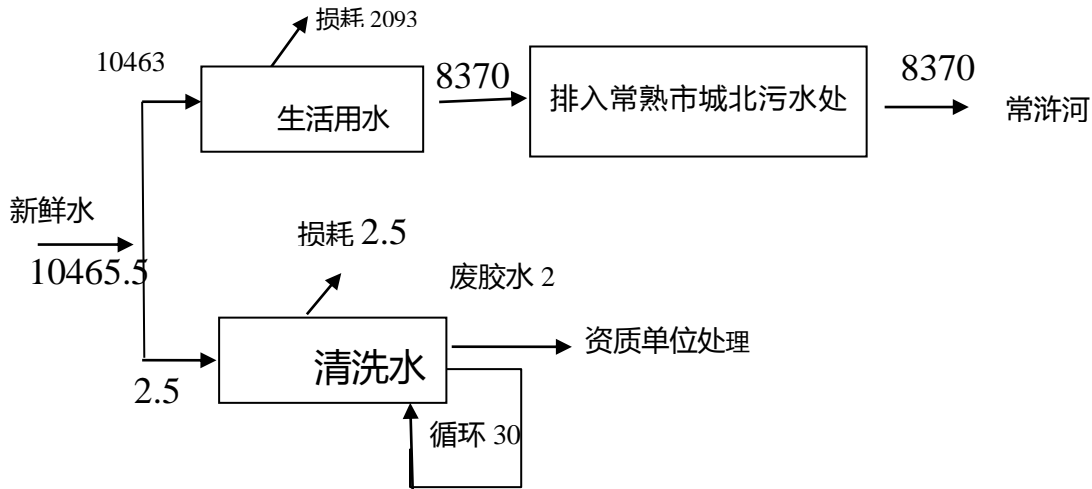 损耗 2093
10463
生活用水
8370
排入常熟市城北污水处
8370
常浒河
新鲜水
10465.5
损耗 2.5
废胶水 2
资质单位处理
清洗水
2.5
循环 30